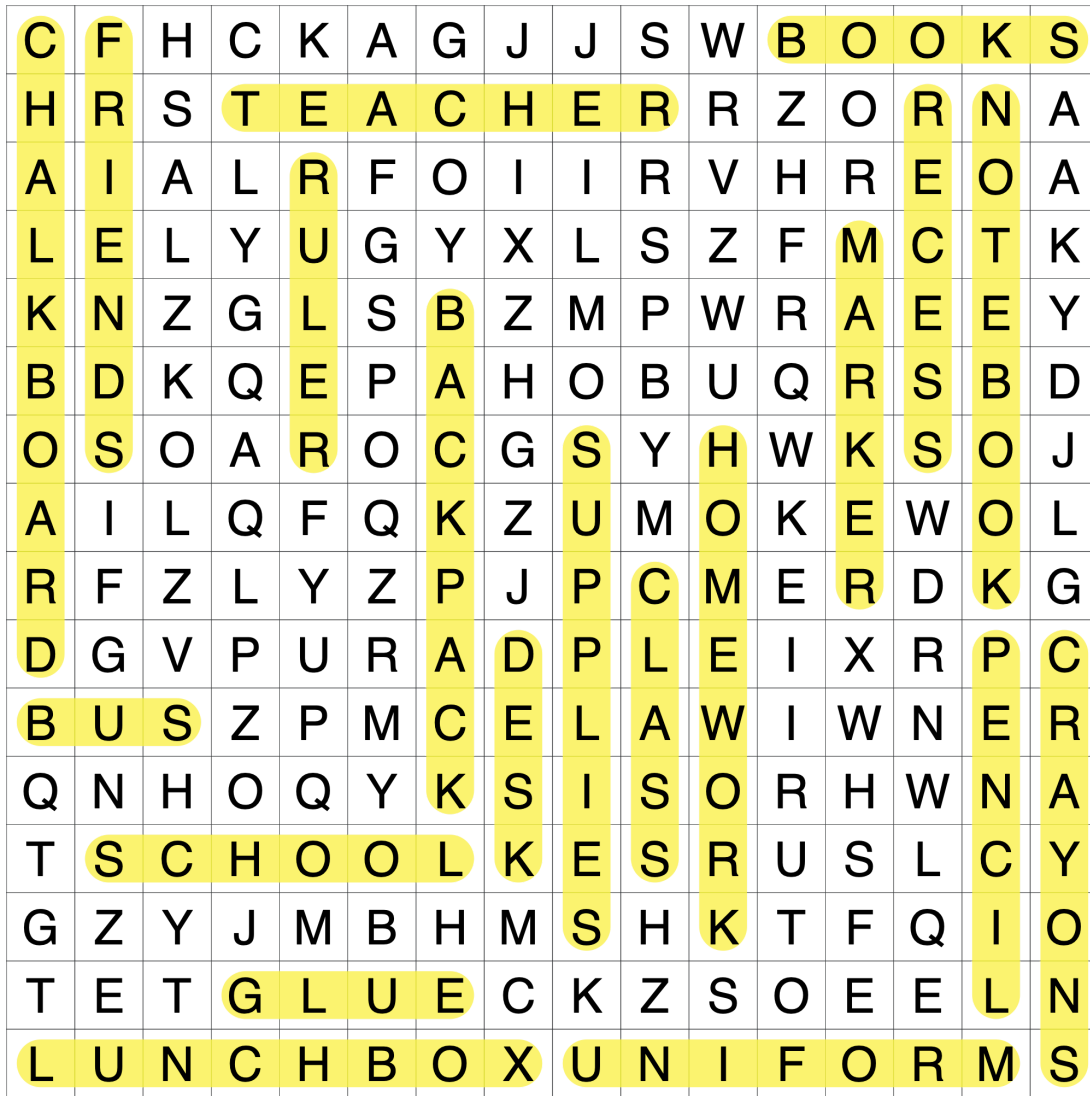 C F H C K A G J J S W B O O K S
H R S T E A C H E R R Z O R N A
A I A L R F O I I R V H R E O A
L E L Y U G Y X L S Z F M C T K
K N Z G L S B Z M P W R A E E Y
B D K Q E P A H O B U Q R S B D
O S O A R O C G S Y H W K S O J
A I L Q F Q K Z U M O K E W O L
R F Z L Y Z P J P C M E R D K G
D G V P U R A D P L E I X R P C
B U S Z P M C E L A W I W N E R
Q N H O Q Y K S I S O R H W N A
T S C H O O L K E S R U S L C Y
G Z Y J M B H M S H K T F Q I O
T E T G L U E C K Z S O E E L N
L U N C H B O X U N I F O R M S